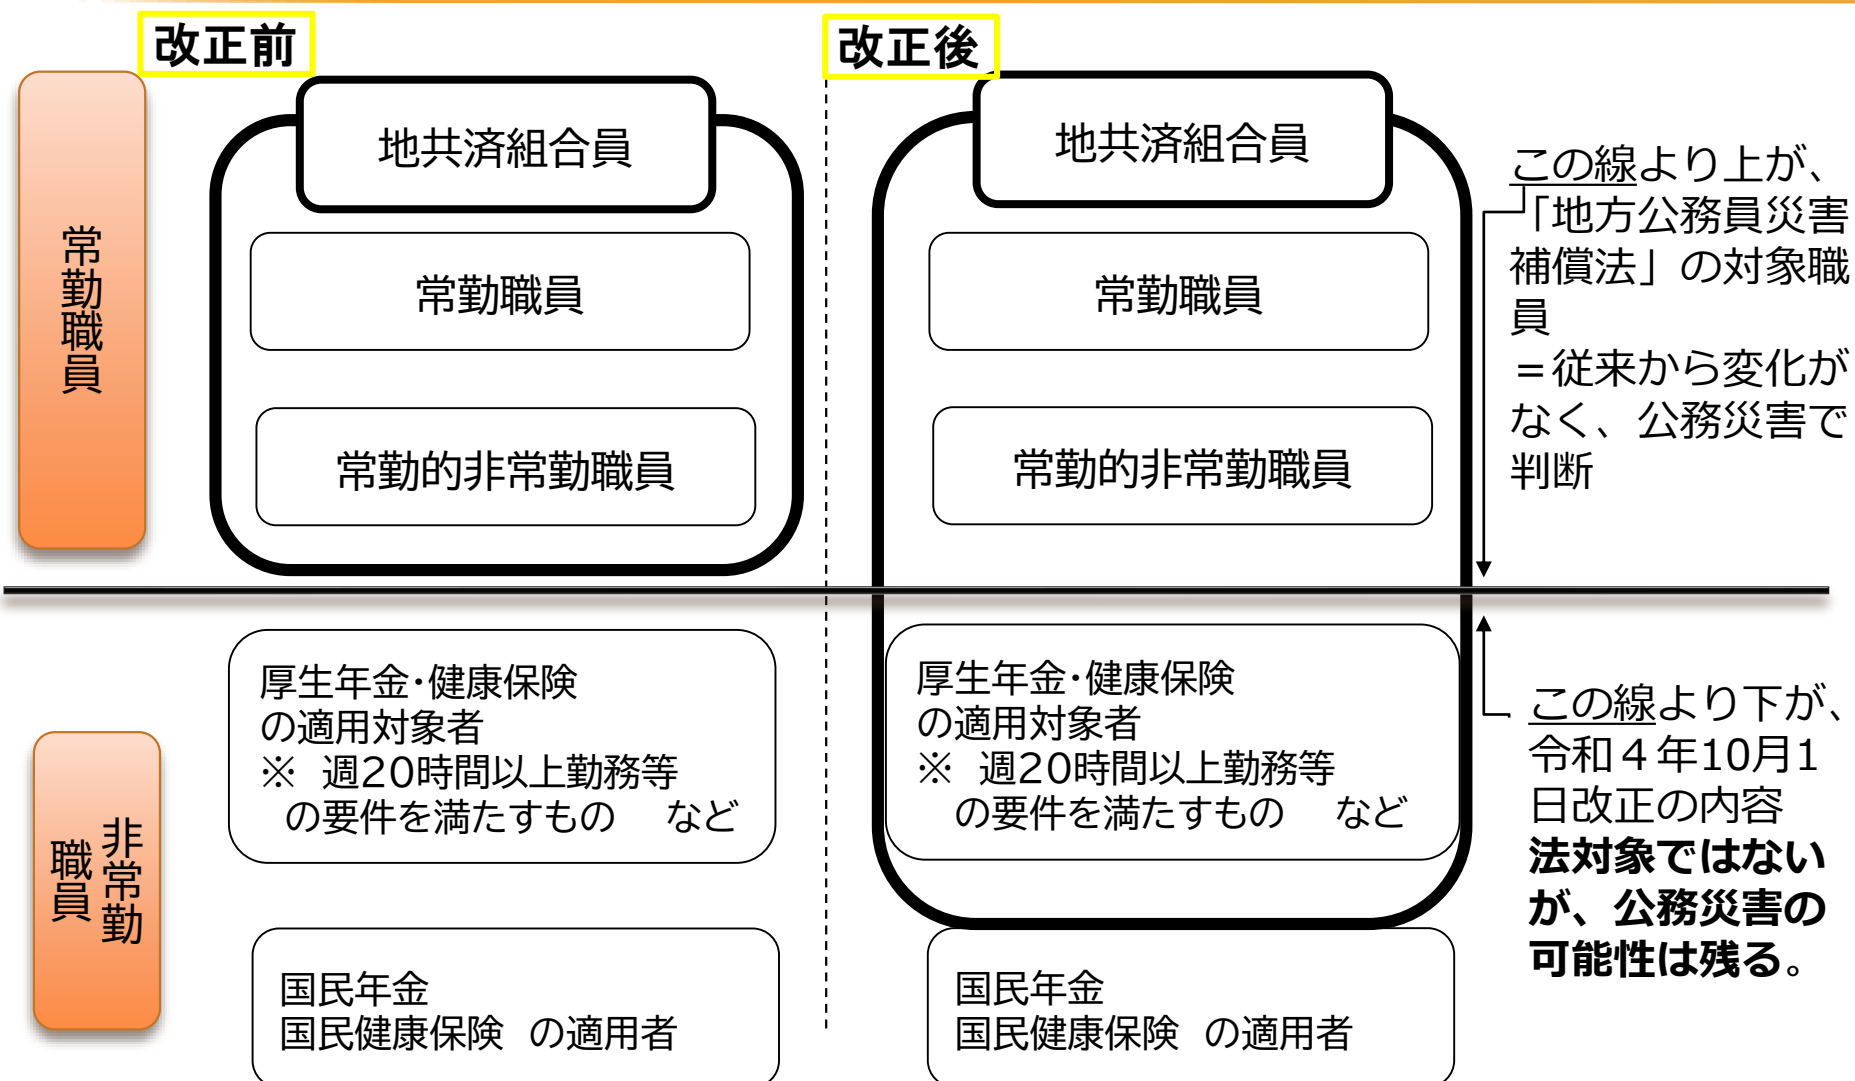 改正前
改正後
常勤職員
地共済組合員
常勤職員
常勤的非常勤職員
地共済組合員
常勤職員
常勤的非常勤職員
この線より上が、
「地方公務員災害
補償法」の対象職
員
＝従来から変化が
なく、公務災害で
判断
非常勤
職員
厚生年金・健康保険
の適用対象者
※　週20時間以上勤務等
の要件を満たすもの　など
国民年金
国民健康保険　の適用者
厚生年金・健康保険
の適用対象者
※　週20時間以上勤務等
の要件を満たすもの　など
国民年金
国民健康保険　の適用者
この線より下が、
令和４年10月1
日改正の内容
法対象ではない
が、公務災害の
可能性は残る。